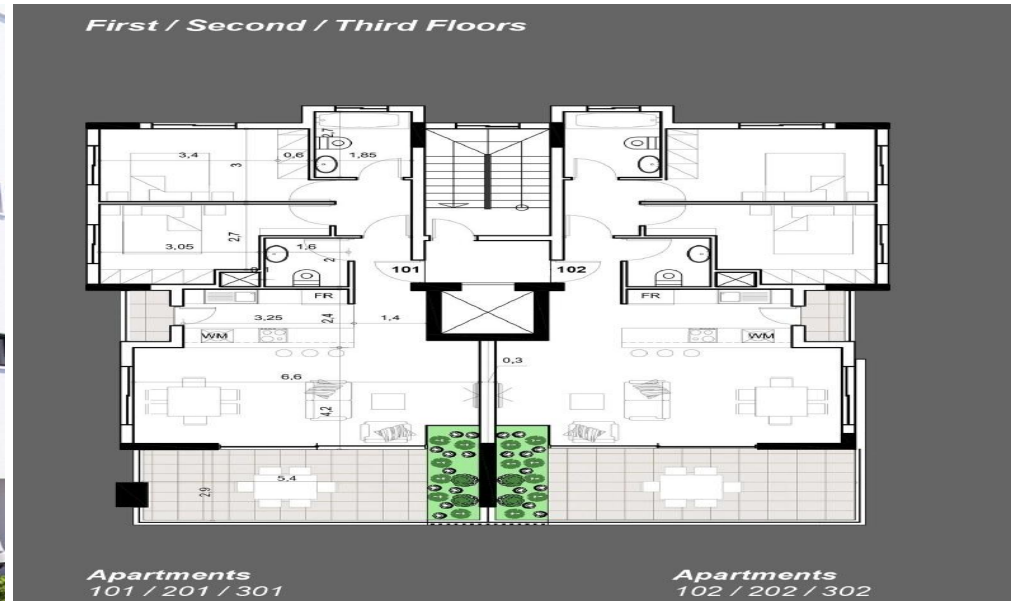 First / Second / Third Floors
2,7
3,4
3
0,6
1,85
3,05
2,7
1,6
2
101
102
FR
FR
3,25
2,4
1,4
WM
WM
0,3
6,6
4,2
5,4
2,9
Apartments
101 / 201 / 301
Apartments
102 / 202 / 302